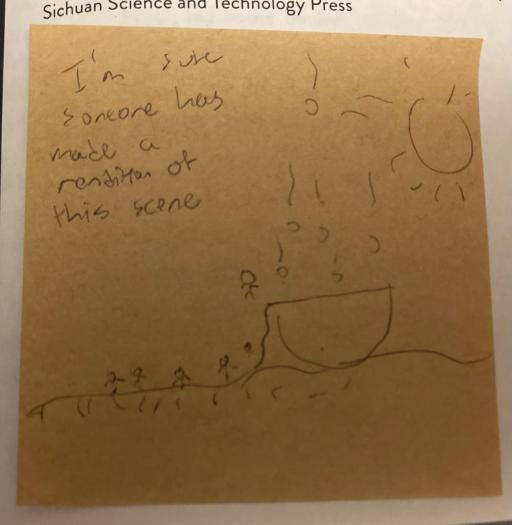 Sichuan Science and Technology Press
I'm sure
someone has
made a
rendition of
this scene